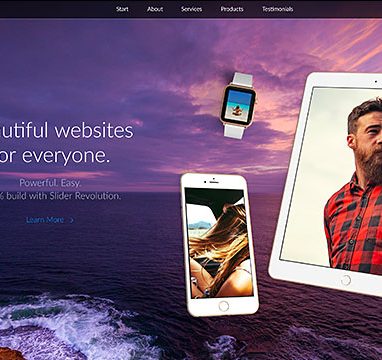 Start About Services Products Testimonials
utiful websites
or everyone.
Powerful. Easy.
% build with Slider Revolution.
Learn More >